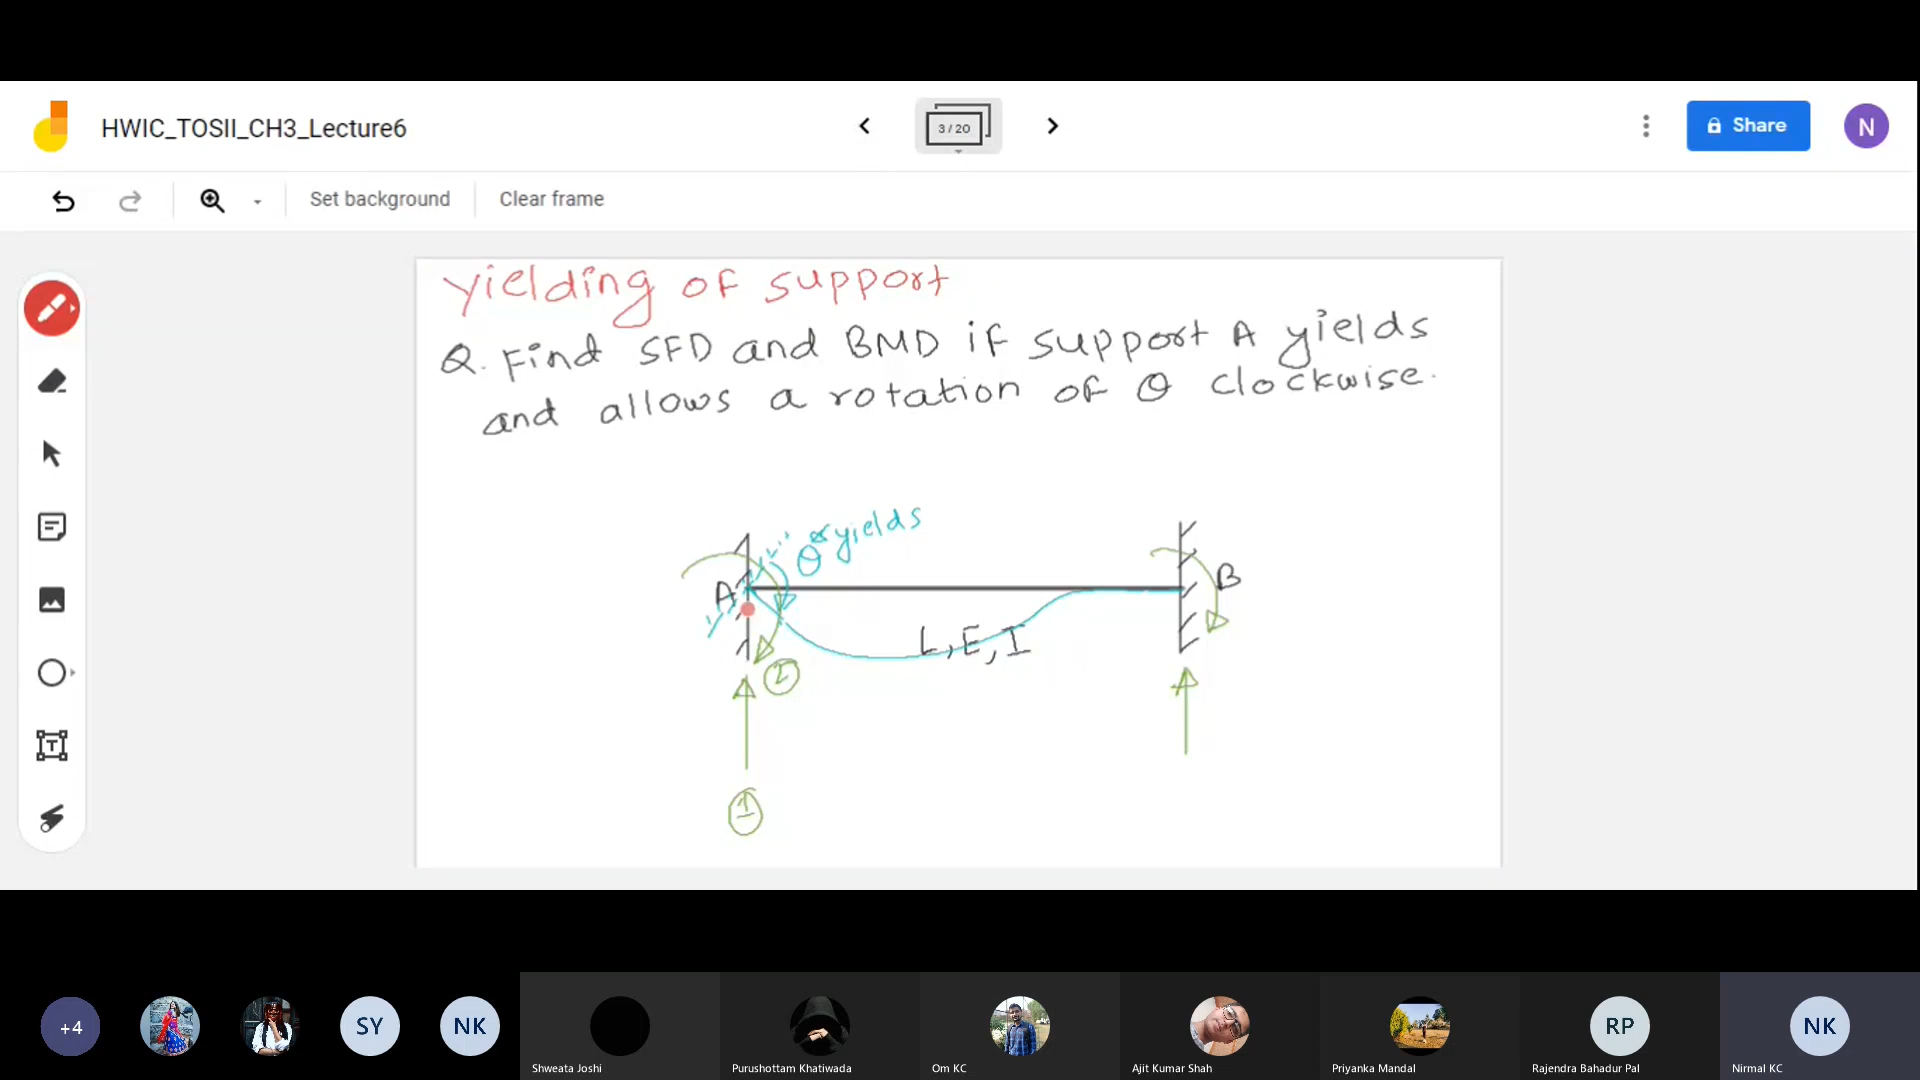 HWIC_TOSII_CH3_Lecture6
3 / 20
Share
N
Set background
Clear frame
Yielding of support
Q. Find SFD and BMD if support A yields
and allows a rotation of θ clockwise.
θ yields
A
B
L, E, I
2
1
+4
SY
NK
RP
NK
Shweata Joshi
Purushottam Khatiwada
Om KC
Ajit Kumar Shah
Priyanka Mandal
Rajendra Bahadur Pal
Nirmal KC